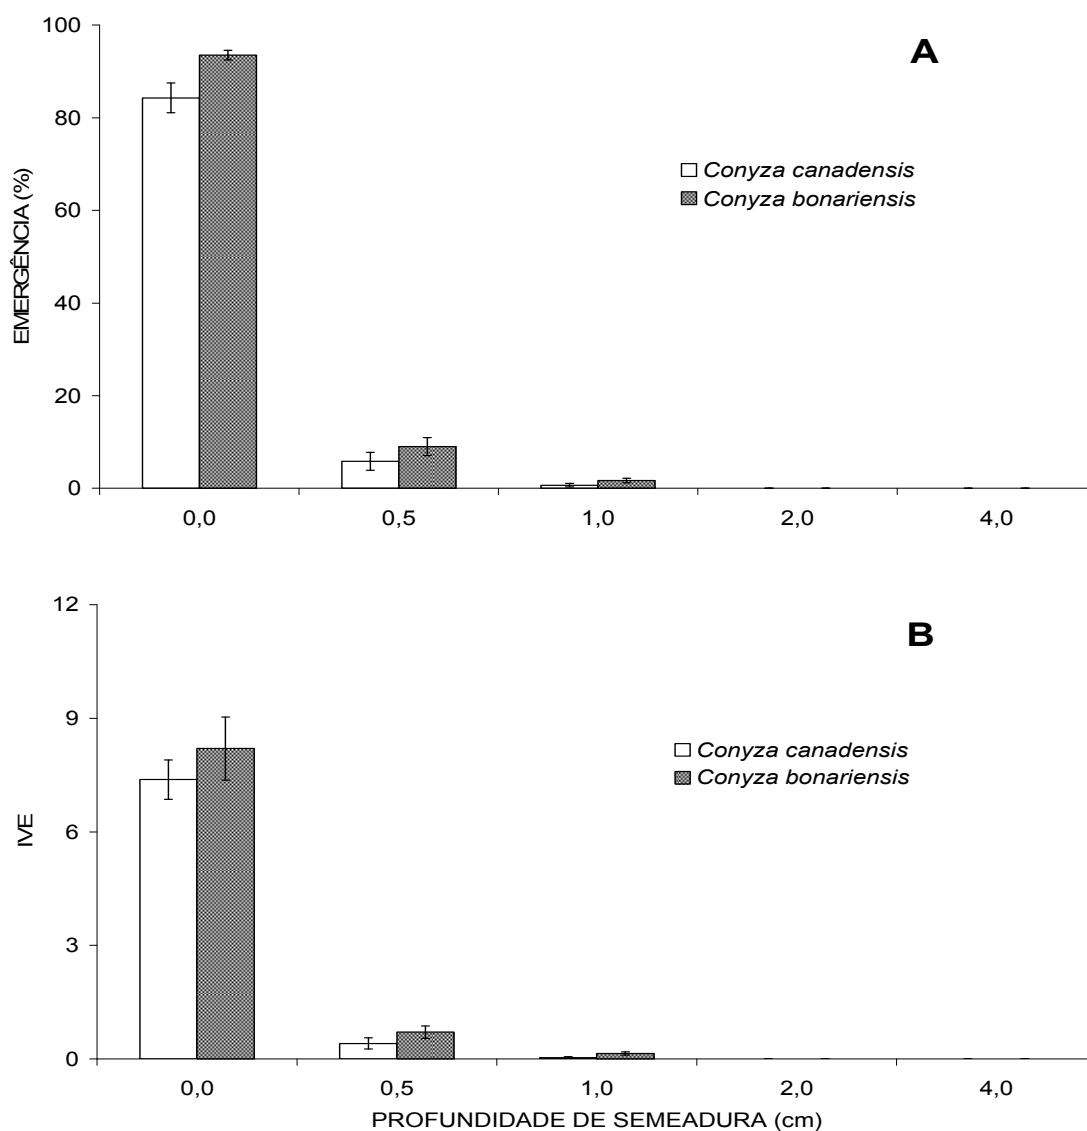 100
80
60
40
20
0
EMERGÊNCIA (%)
A
Conyza canadensis
Conyza bonariensis
0,0 0,5 1,0 2,0 4,0
12
9
6
3
0
IVE
B
Conyza canadensis
Conyza bonariensis
0,0 0,5 1,0 2,0 4,0
PROFUNDIDADE DE SEMEADURA (cm)